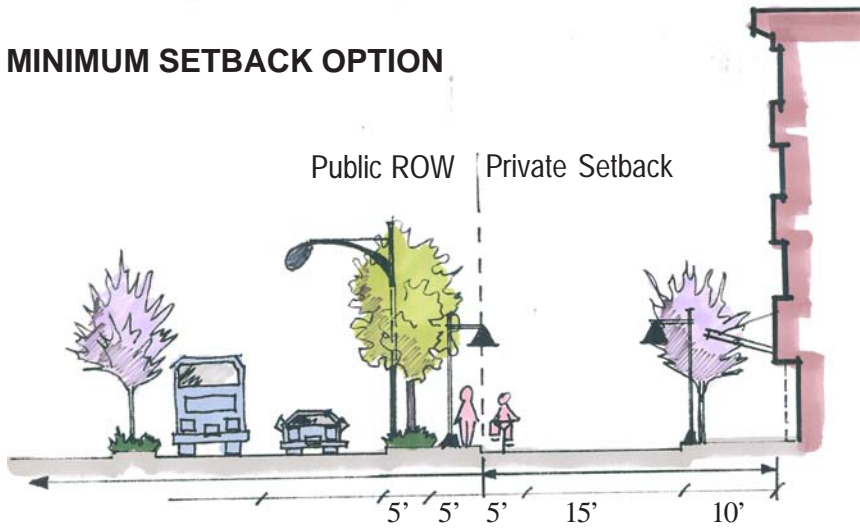 MINIMUM SETBACK OPTION
Public ROW Private Setback
5’ 5’ 5’ 15’ 10’